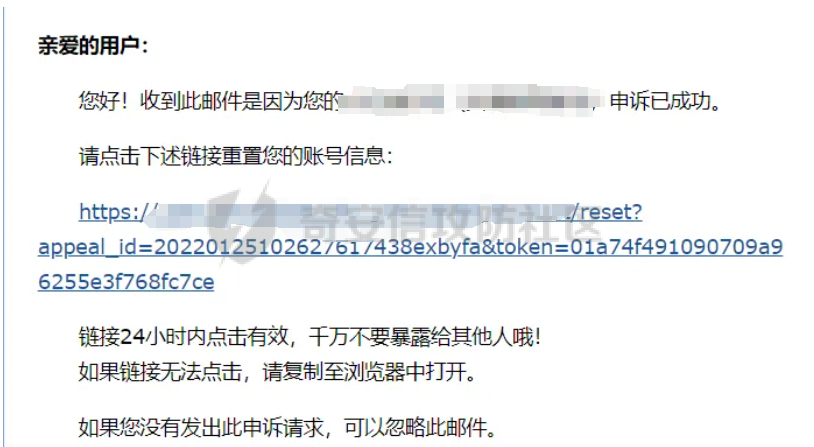 亲爱的用户：
您好！收到此邮件是因为您的
，申诉已成功。
请点击下述链接重置您的账号信息：
https:/
/reset?
appeal_id=20220125102627617438exbyfa&token=01a74f491090709a9
6255e3f768fc7ce
奇安信攻防社区
链接24小时内点击有效，千万不要暴露给其他人哦！
如果链接无法点击，请复制至浏览器中打开。
如果您没有发出此申诉请求，可以忽略此邮件。